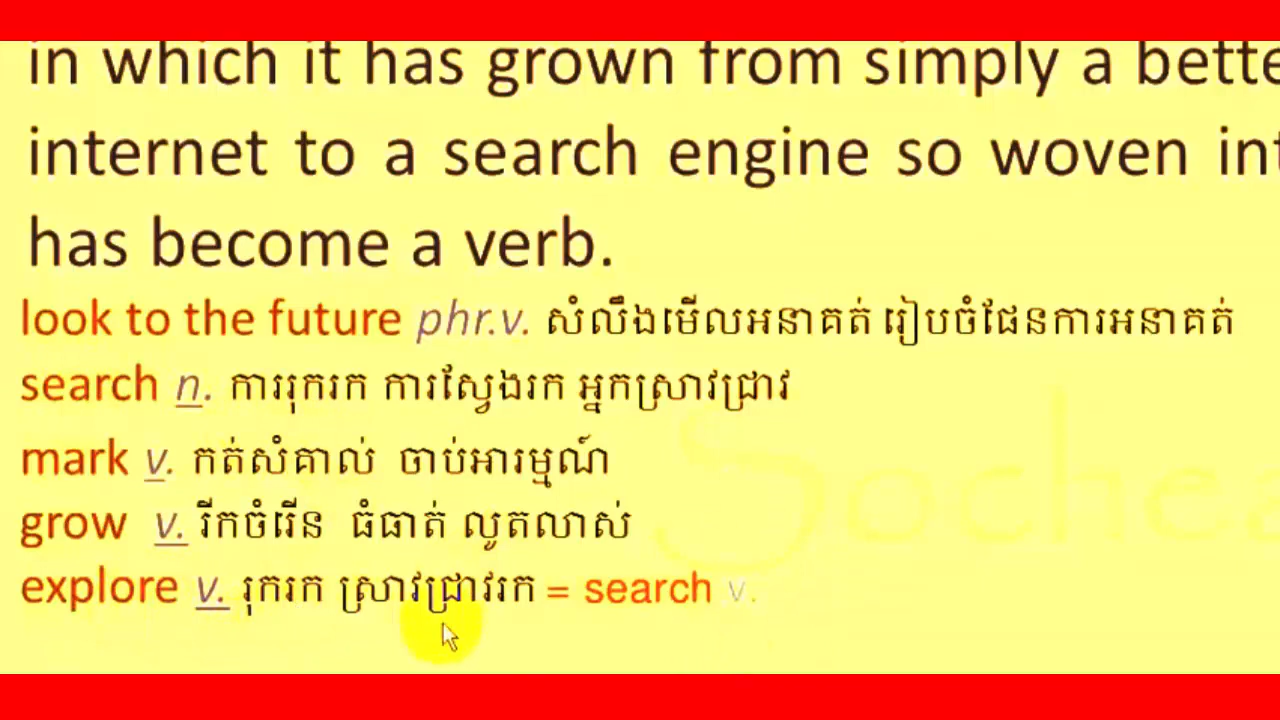 in which it has grown from simply a bette
internet to a search engine so woven int
has become a verb.
look to the future phr.v. សំលឹងមើលអនាគត់ រៀបចំផែនការអនាគត់
search n. ការរុករក ការស្វែងរក អ្នកស្រាវជ្រាវ
mark v. កត់សំគាល់ ចាប់អារម្មណ៍
grow v. រីកចំរើន ធំធាត់ លូតលាស់
explore v. រុករក ស្រាវជ្រាវរក = search v.
Sochea